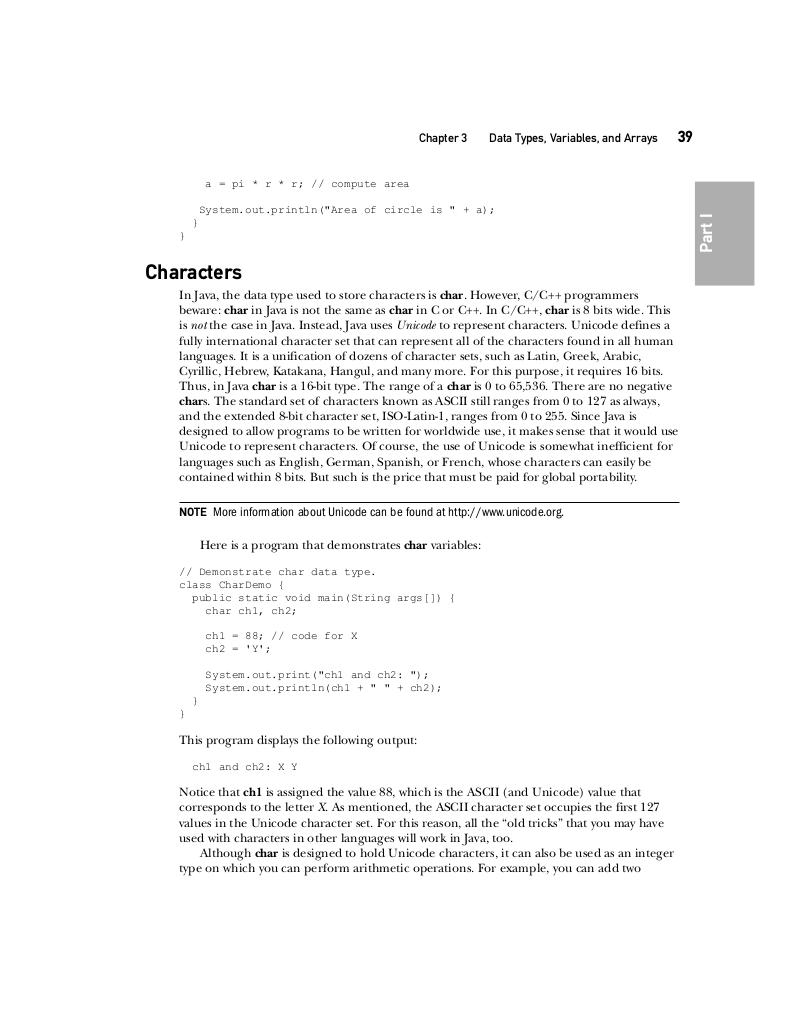 Chapter 3 Data Types, Variables, and Arrays 39
Part I
a = pi * r * r; // compute area
System.out.println("Area of circle is " + a);
}
}
Characters
In Java, the data type used to store characters is char. However, C/C++ programmers
beware: char in Java is not the same as char in C or C++. In C/C++, char is 8 bits wide. This
is not the case in Java. Instead, Java uses Unicode to represent characters. Unicode defines a
fully international character set that can represent all of the characters found in all human
languages. It is a unification of dozens of character sets, such as Latin, Greek, Arabic,
Cyrillic, Hebrew, Katakana, Hangul, and many more. For this purpose, it requires 16 bits.
Thus, in Java char is a 16-bit type. The range of a char is 0 to 65,536. There are no negative
chars. The standard set of characters known as ASCII still ranges from 0 to 127 as always,
and the extended 8-bit character set, ISO-Latin-1, ranges from 0 to 255. Since Java is
designed to allow programs to be written for worldwide use, it makes sense that it would use
Unicode to represent characters. Of course, the use of Unicode is somewhat inefficient for
languages such as English, German, Spanish, or French, whose characters can easily be
contained within 8 bits. But such is the price that must be paid for global portability.
NOTE More information about Unicode can be found at http://www.unicode.org.
Here is a program that demonstrates char variables:
// Demonstrate char data type.
class CharDemo {
public static void main(String args[]) {
char ch1, ch2;
ch1 = 88; // code for X
ch2 = 'Y';
System.out.print("ch1 and ch2: ");
System.out.println(ch1 + " " + ch2);
}
}
This program displays the following output:
ch1 and ch2: X Y
Notice that ch1 is assigned the value 88, which is the ASCII (and Unicode) value that
corresponds to the letter X. As mentioned, the ASCII character set occupies the first 127
values in the Unicode character set. For this reason, all the “old tricks” that you may have
used with characters in other languages will work in Java, too.
Although char is designed to hold Unicode characters, it can also be used as an integer
type on which you can perform arithmetic operations. For example, you can add two